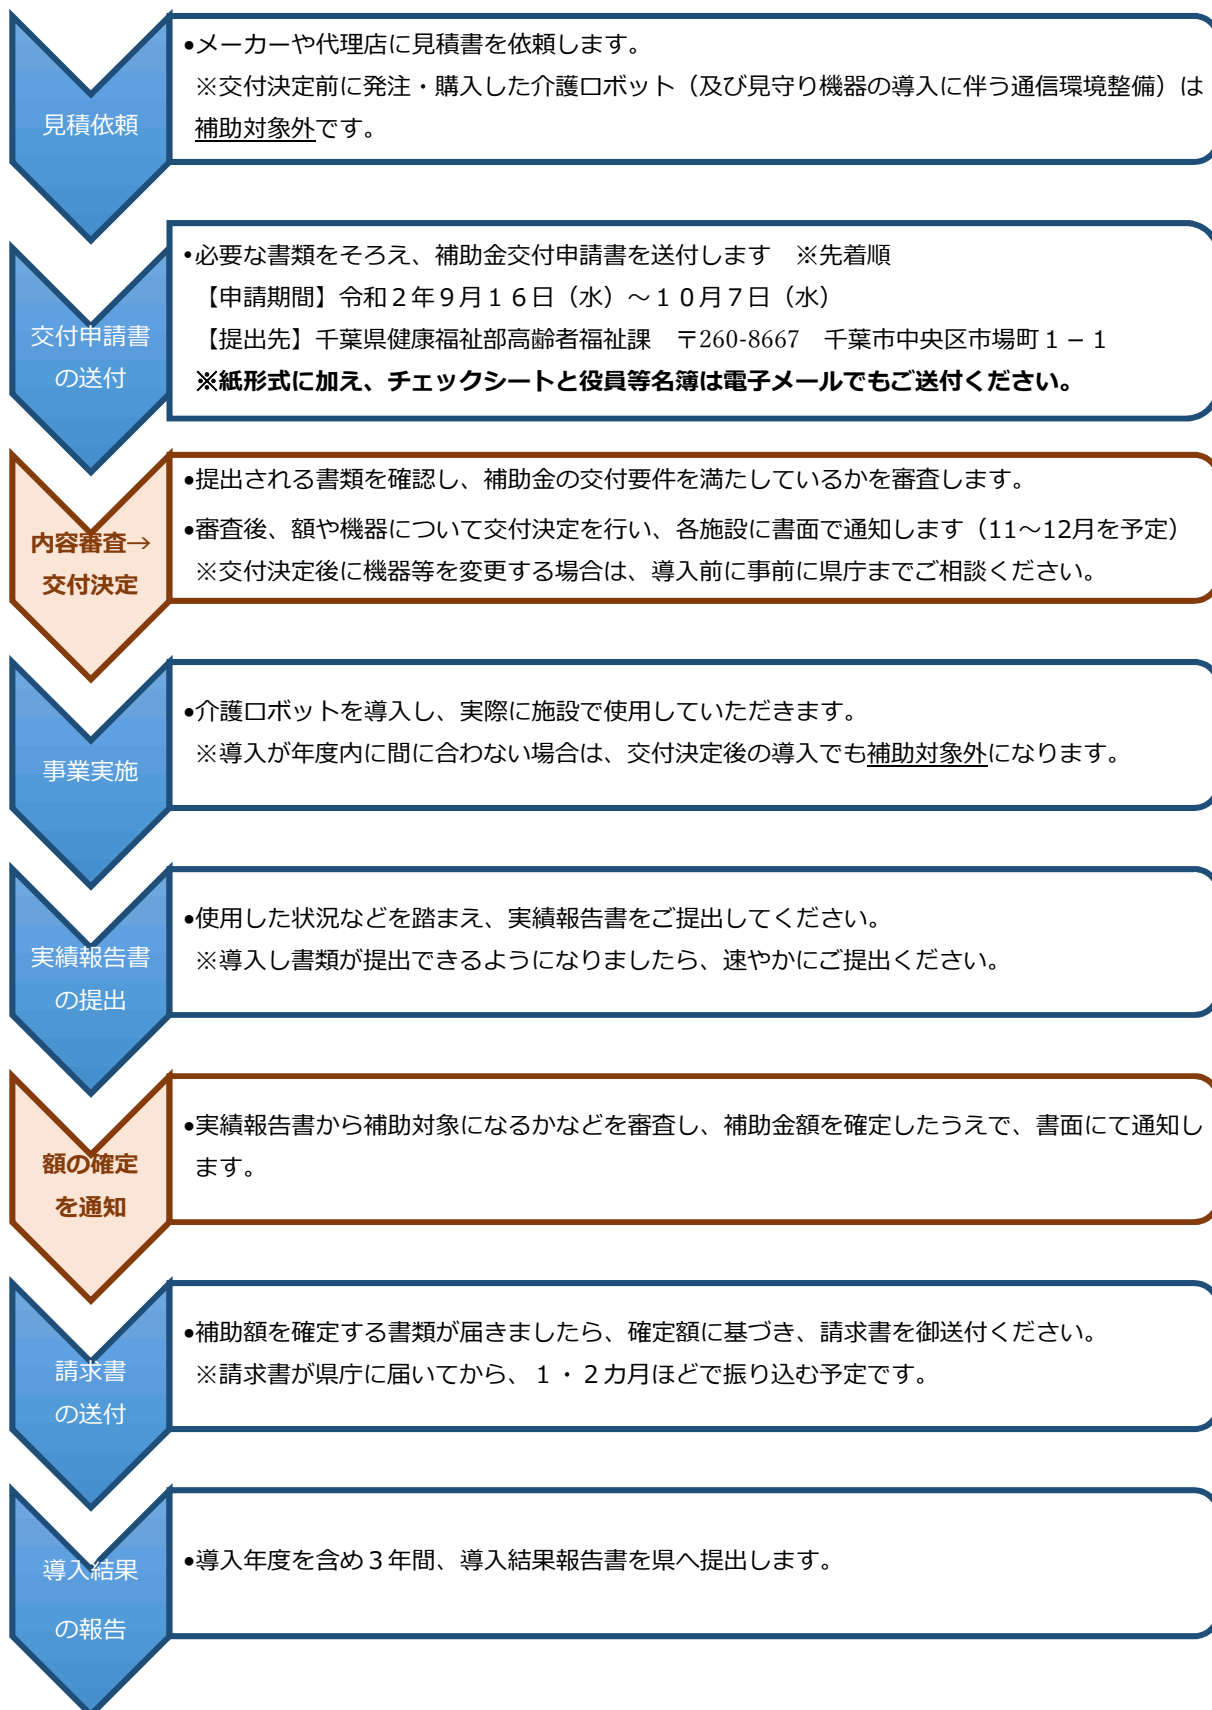 見積依頼
•メーカーや代理店に見積書を依頼します。
※交付決定前に発注・購入した介護ロボット（及び見守り機器の導入に伴う通信環境整備）は
補助対象外です。
交付申請書
の送付
•必要な書類をそろえ、補助金交付申請書を送付します　※先着順
【申請期間】令和２年９月１６日（水）～１０月７日（水）
【提出先】千葉県健康福祉部高齢者福祉課　〒260-8667　千葉市中央区市場町１－１
※紙形式に加え、チェックシートと役員等名簿は電子メールでもご送付ください。
内容審査→
交付決定
•提出される書類を確認し、補助金の交付要件を満たしているかを審査します。
•審査後、額や機器について交付決定を行い、各施設に書面で通知します（11～12月を予定）
※交付決定後に機器等を変更する場合は、導入前に事前に県庁までご相談ください。
事業実施
•介護ロボットを導入し、実際に施設で使用していただきます。
※導入が年度内に間に合わない場合は、交付決定後の導入でも補助対象外になります。
実績報告書
の提出
•使用した状況などを踏まえ、実績報告書をご提出してください。
※導入し書類が提出できるようになりましたら、速やかにご提出ください。
額の確定
を通知
•実績報告書から補助対象になるかなどを審査し、補助金額を確定したうえで、書面にて通知し
ます。
請求書
の送付
•補助額を確定する書類が届きましたら、確定額に基づき、請求書を御送付ください。
※請求書が県庁に届いてから、１・２カ月ほどで振り込む予定です。
導入結果
の報告
•導入年度を含め３年間、導入結果報告書を県へ提出します。